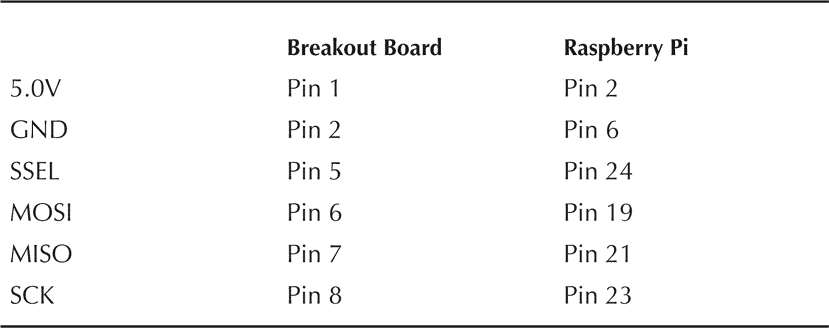 Breakout Board Raspberry Pi
5.0V Pin 1 Pin 2
GND Pin 2 Pin 6
SSEL Pin 5 Pin 24
MOSI Pin 6 Pin 19
MISO Pin 7 Pin 21
SCK Pin 8 Pin 23